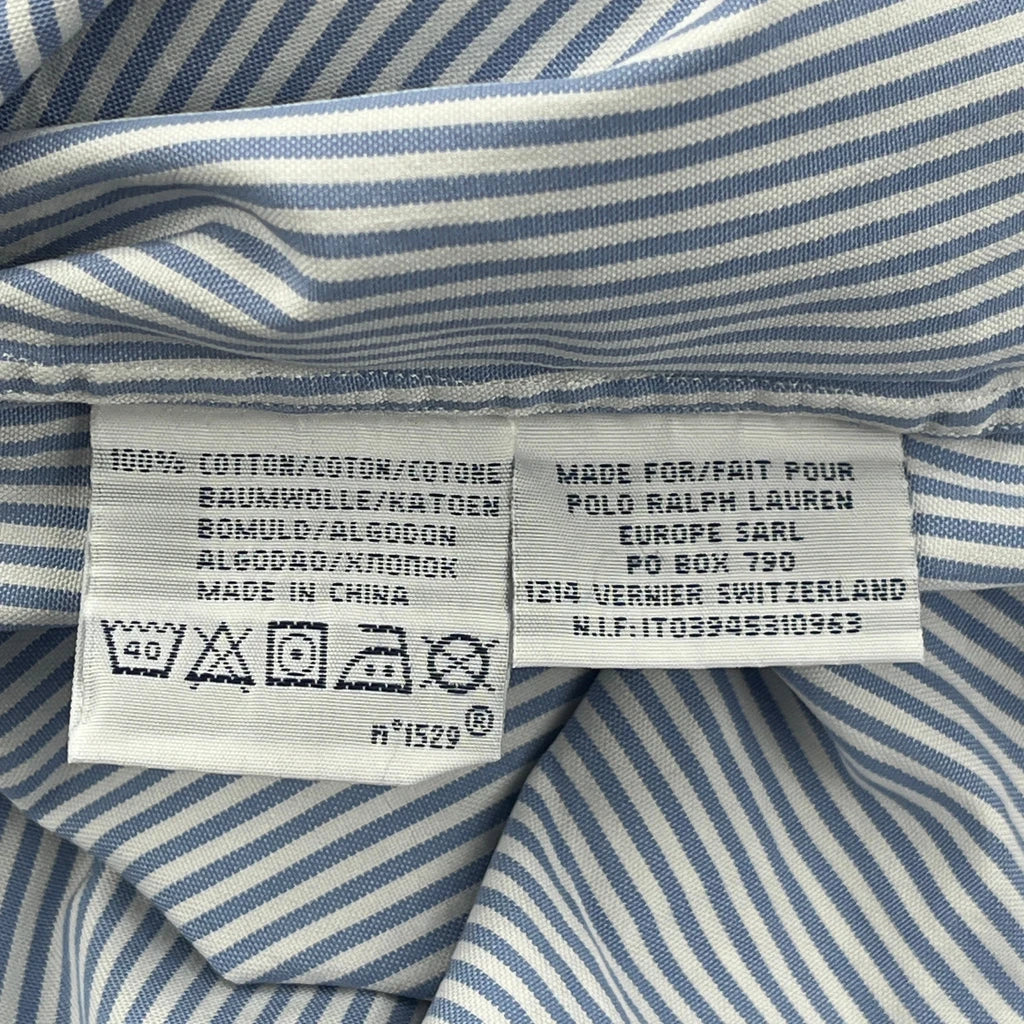 100% COTTON/COTON/COTONE
BAUMWOLLE/KATOEN
BOMULD/ALGODON
ALGODAO/ΧΠΟΠΟΚ
MADE IN CHINA
40
n°1529®
MADE FOR/FAIT POUR
POLO RALPH LAUREN
EUROPE SARL
PO BOX 790
1214 VERNIER SWITZERLAND
N.I.F:IT03945310963